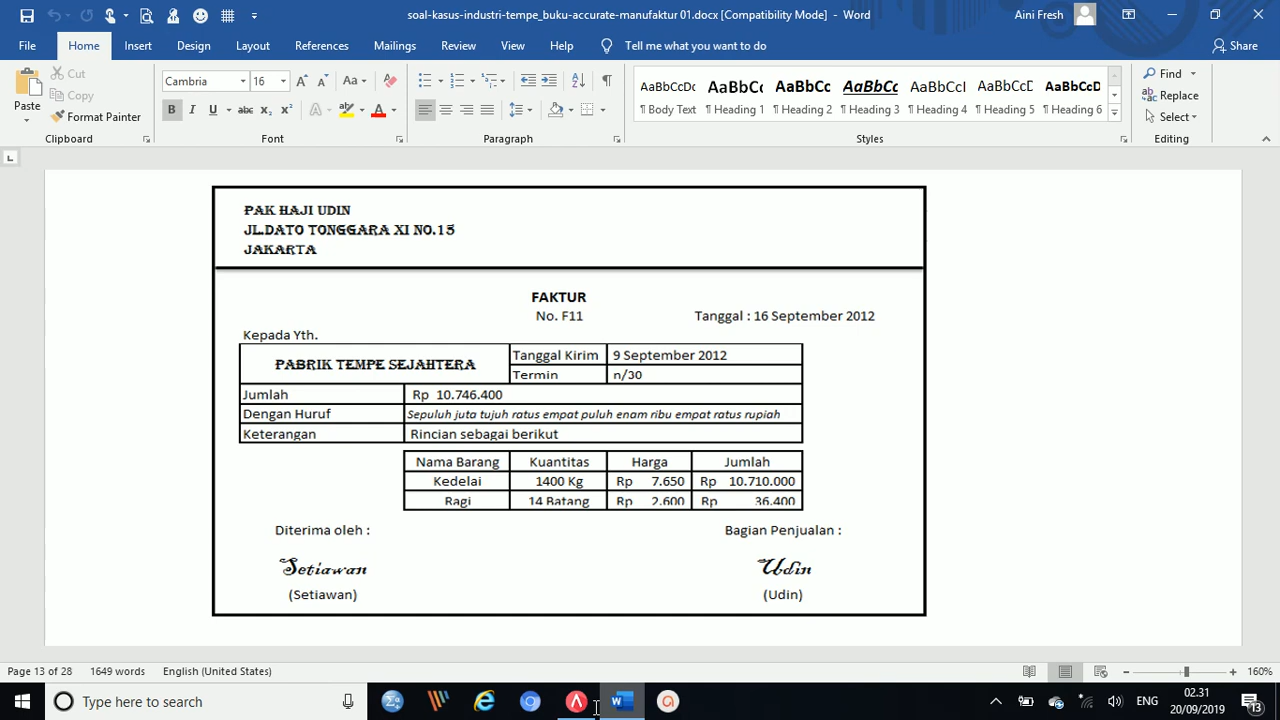 soal-kasus-industri-tempe_buku-accurate-manufaktur 01.docx [Compatibility Mode] - Word
Aini Fresh
File Home Insert Design Layout References Mailings Review View Help Tell me what you want to do Share
Paste
Cut
Copy
Format Painter
Clipboard
Cambria 16
Aa
B I U abc x₂ x² A ab A
Font
Paragraph
AaBbCcDc AaBbCc AaBbCc AaBbCc AaBbCcI AaBbCcD AaBbCcD
¶ Body Text Heading 1 Heading 2 Heading 3 Heading 4 Heading 5 Heading 6
Styles
Find
Replace
Select
Editing
PAK HAJI UDIN
JL.DATO TONGGARA XI NO.15
JAKARTA
FAKTUR
No. F11
Tanggal : 16 September 2012
Kepada Yth.
PABRIK TEMPE SEJAHTERA
Tanggal Kirim 9 September 2012
Termin n/30
Jumlah Rp 10.746.400
Dengan Huruf Sepuluh juta tujuh ratus empat puluh enam ribu empat ratus rupiah
Keterangan Rincian sebagai berikut
Nama Barang Kuantitas Harga Jumlah
Kedelai 1400 Kg Rp 7.650 Rp 10.710.000
Ragi 14 Batang Rp 2.600 Rp 36.400
Diterima oleh : Bagian Penjualan :
Setiawan Udin
(Setiawan) (Udin)
Page 13 of 28 1649 words English (United States) 160%
Type here to search
ENG
02.31
20/09/2019
13